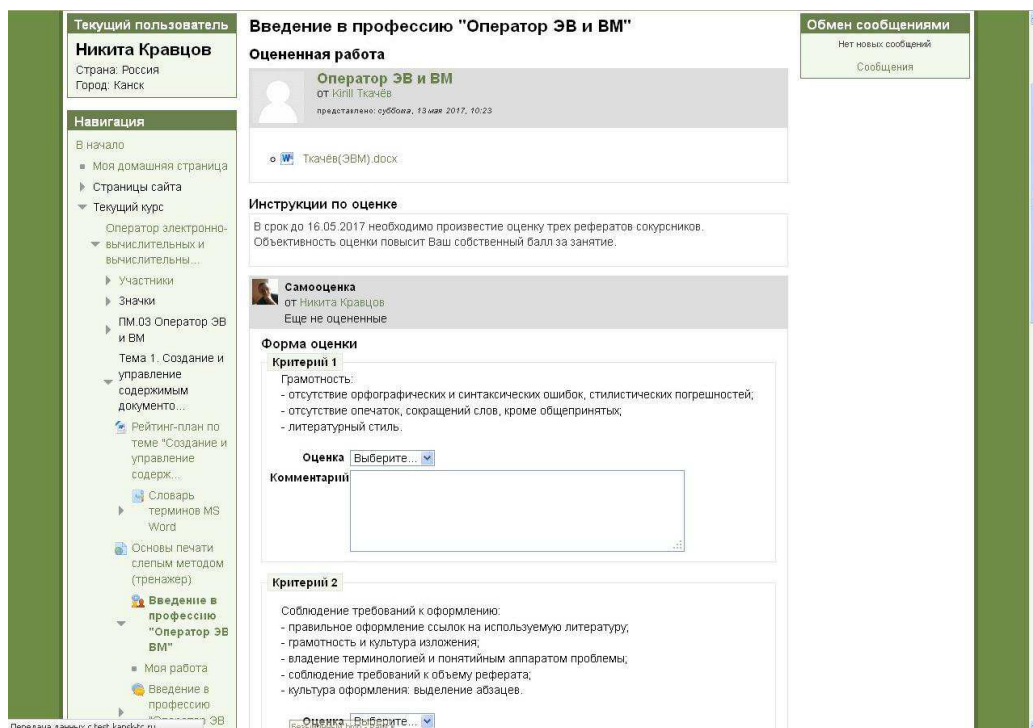 Текущий пользователь
Никита Кравцов
Страна: Россия
Город: Канск
Навигация
В начало
Моя домашняя страница
Страницы сайта
Текущий курс
Оператор электронно-
вычислительных и
вычислительны...
Участники
Значки
ПМ.03 Оператор ЭВ
и ВМ
Тема 1. Создание и
управление
содержимым
документо...
Рейтинг-план по
теме "Создание и
управление
содерж...
Словарь
терминов MS
Word
Основы печати
слепым методом
(тренажер)
Введение в
профессию
"Оператор ЭВ и
ВМ"
Моя работа
Введение в
профессию
"Оператор ЭВ
Введение в профессию "Оператор ЭВ и ВМ"
Оцененная работа
Оператор ЭВ и ВМ
от Kirill Ткачёв
представлено: суббота, 13 мая 2017, 10:23
Ткачёв(ЭВМ).docx
Инструкции по оценке
В срок до 16.05.2017 необходимо произвестие оценку трех рефератов сокурсников.
Объективность оценки повысит Ваш собственный балл за занятие.
Самооценка
от Никита Кравцов
Еще не оцененные
Форма оценки
Критерий 1
Грамотность:
- отсутствие орфографических и синтаксических ошибок, стилистических погрешностей;
- отсутствие опечаток, сокращений слов, кроме общепринятых;
- литературный стиль.
Оценка Выберите...
Комментарий
Критерий 2
Соблюдение требований к оформлению:
- правильное оформление ссылок на используемую литературу;
- грамотность и культура изложения;
- владение терминологией и понятийным аппаратом проблемы;
- соблюдение требований к объему реферата;
- культура оформления: выделение абзацев.
Оценка Выберите...
Обмен сообщениями
Нет новых сообщений
Сообщения